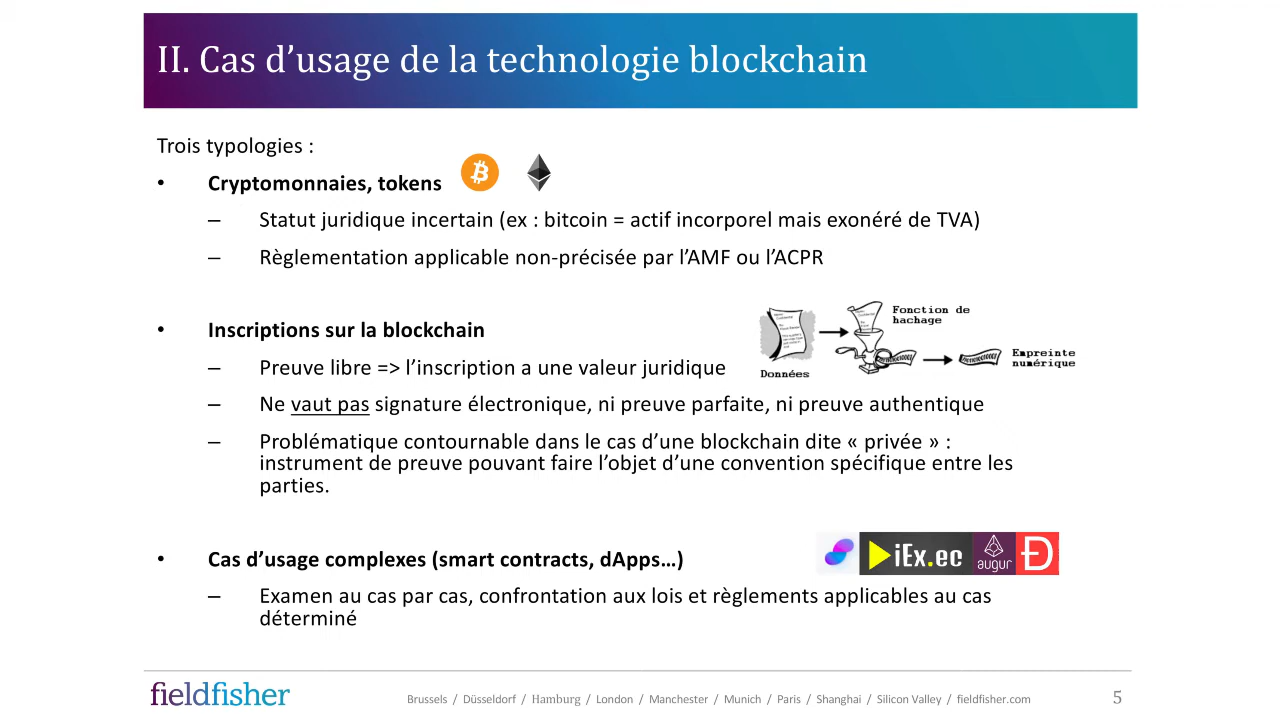 II. Cas d’usage de la technologie blockchain
Trois typologies :
• Cryptomonnaies, tokens
– Statut juridique incertain (ex : bitcoin = actif incorporel mais exonéré de TVA)
– Règlementation applicable non-précisée par l’AMF ou l’ACPR
• Inscriptions sur la blockchain
Fonction de
hachage
Empreinte
numérique
Données
– Preuve libre => l’inscription a une valeur juridique
– Ne vaut pas signature électronique, ni preuve parfaite, ni preuve authentique
– Problématique contournable dans le cas d’une blockchain dite « privée » :
instrument de preuve pouvant faire l’objet d’une convention spécifique entre les
parties.
• Cas d’usage complexes (smart contracts, dApps…)
iEx.ec
augur
– Examen au cas par cas, confrontation aux lois et règlements applicables au cas
déterminé
fieldfisher
Brussels / Düsseldorf / Hamburg / London / Manchester / Munich / Paris / Shanghai / Silicon Valley / fieldfisher.com
5